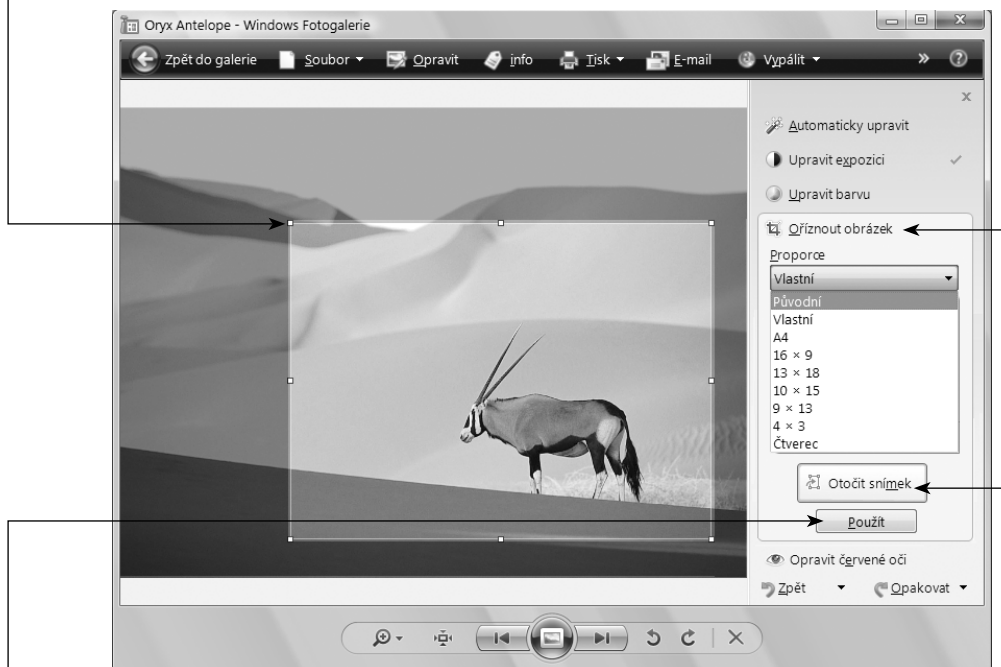 Oryx Antelope - Windows Fotogalerie
Zpět do galerie Soubor Opravit info Tisk E-mail Vypálit »
Automaticky upravit
Upravit expozici
Upravit barvu
Oříznout obrázek
Proporce
Vlastní
Původní
Vlastní
A4
16 × 9
13 × 18
10 × 15
9 × 13
4 × 3
Čtverec
Otočit snímek
Použít
Opravit červené oči
Zpět Opakovat